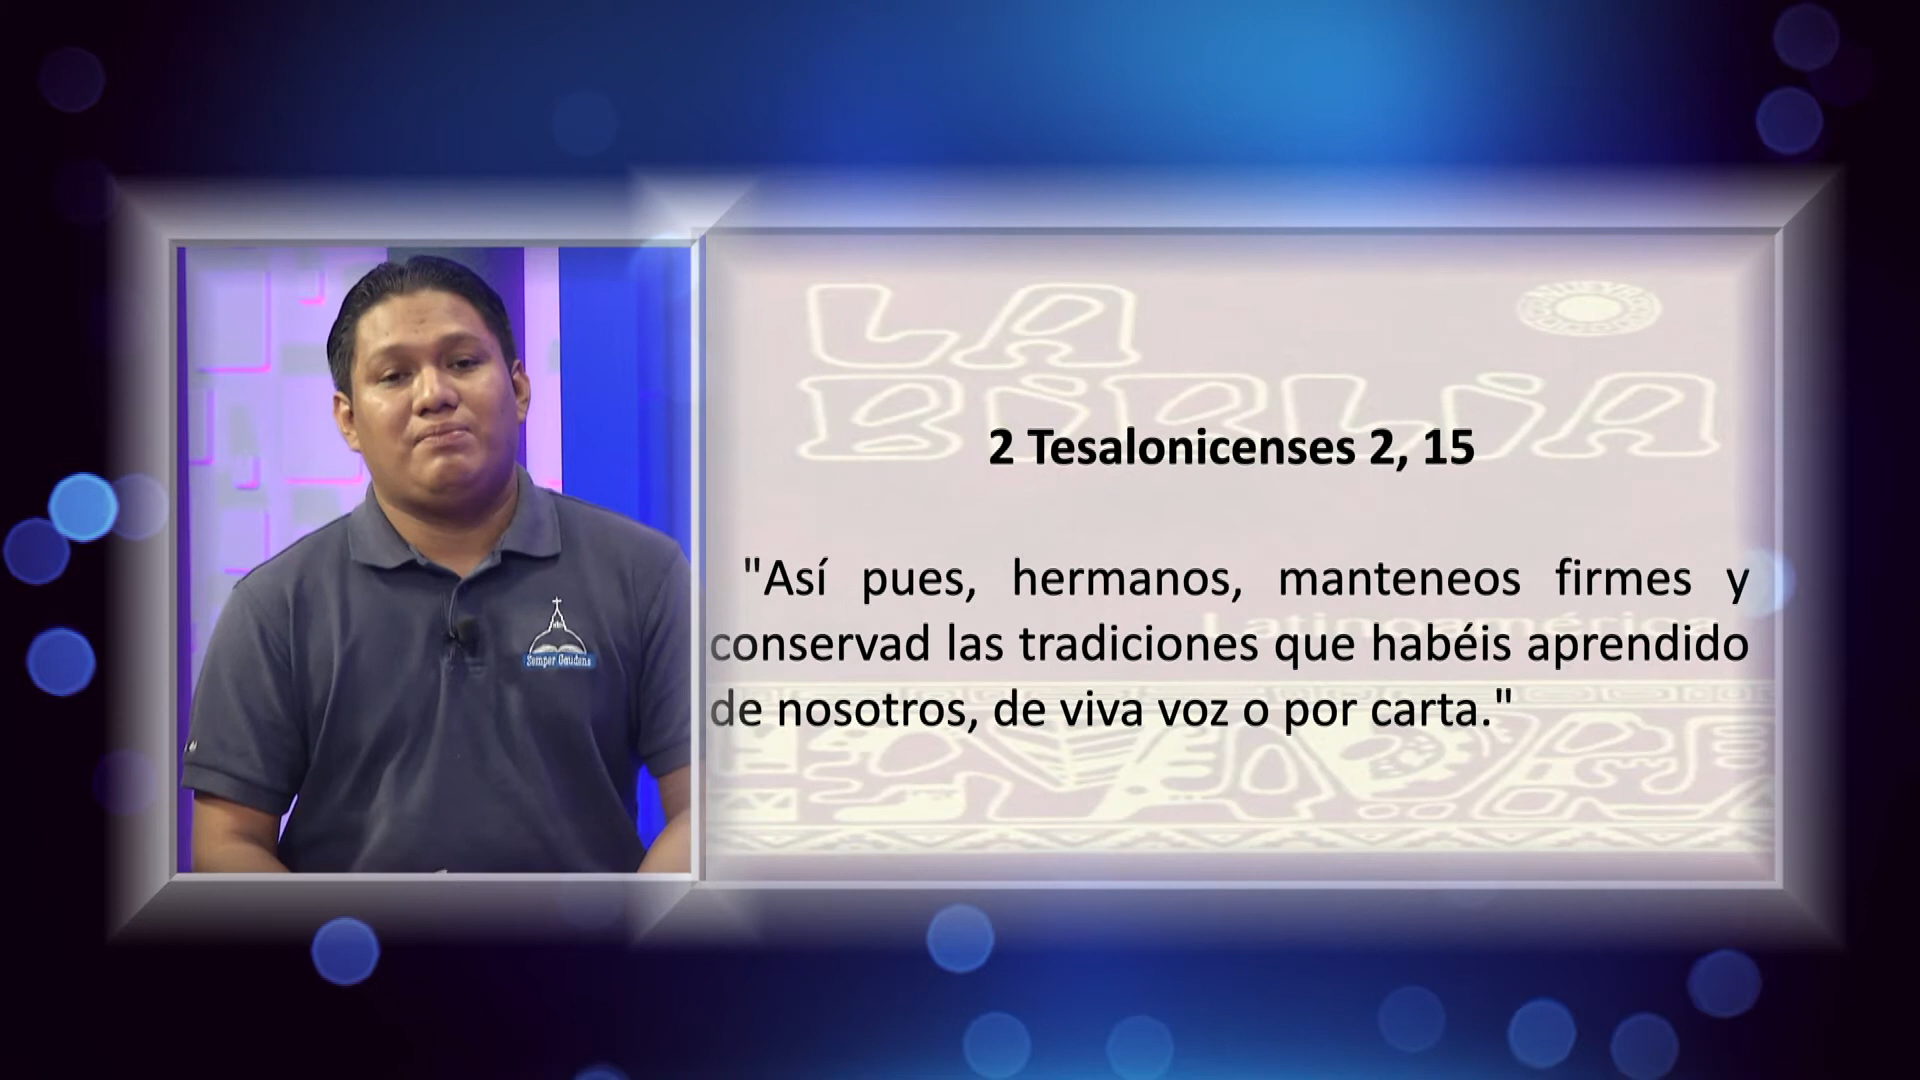 LA
BIBLIA
2 Tesalonicenses 2, 15
"Así pues, hermanos, manteneos firmes y
Latinoamérica
conservad las tradiciones que habéis aprendido
de nosotros, de viva voz o por carta."
Semper Gaudens